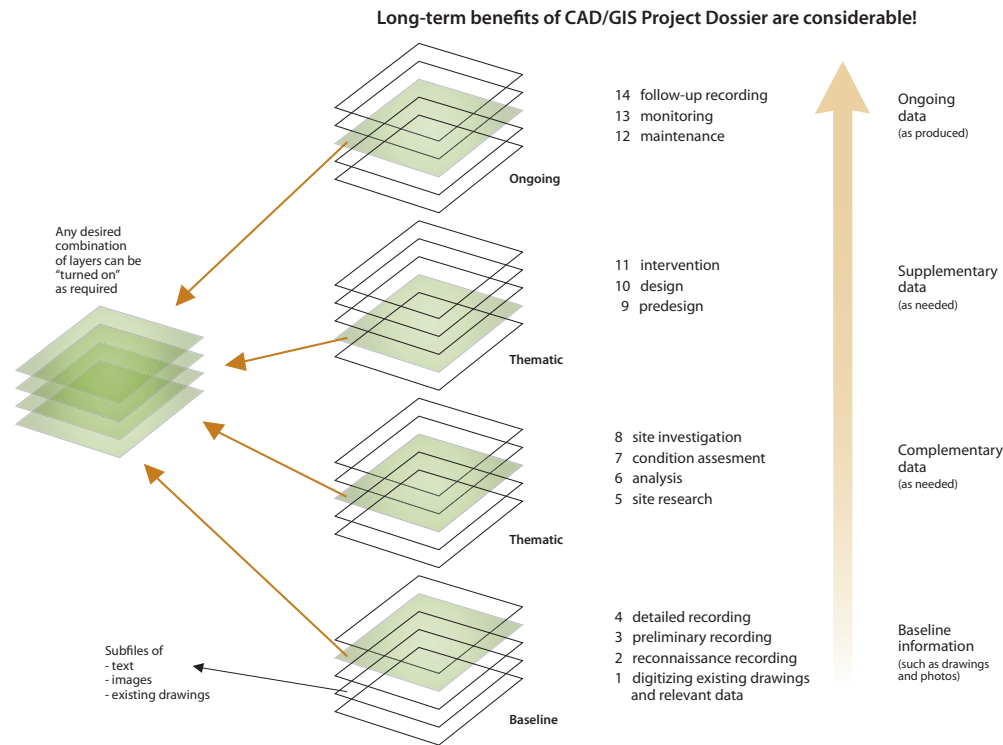 Long-term benefits of CAD/GIS Project Dossier are considerable!
14 follow-up recording
13 monitoring
12 maintenance
Ongoing
data
(as produced)
Ongoing
Any desired
combination
of layers can be
“turned on”
as required
11 intervention
10 design
9 predesign
Supplementary
data
(as needed)
Thematic
8 site investigation
7 condition assesment
6 analysis
5 site research
Complementary
data
(as needed)
Thematic
4 detailed recording
3 preliminary recording
2 reconnaissance recording
1 digitizing existing drawings
and relevant data
Baseline
information
(such as drawings
and photos)
Subfiles of
- text
- images
- existing drawings
Baseline